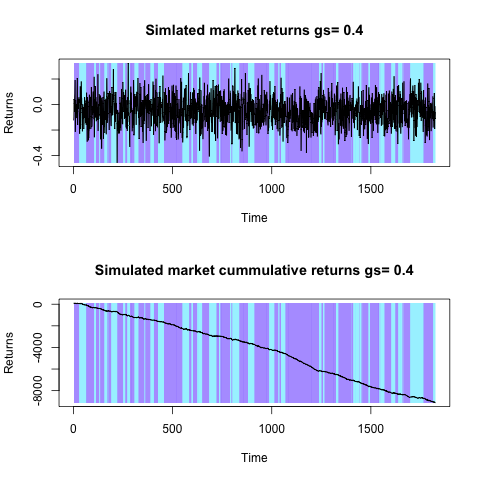 Simlated market returns gs= 0.4
Returns
0.0
-0.4
0
500
1000
1500
Time
Simulated market cummulative returns gs= 0.4
Returns
0
-4000
-8000
0
500
1000
1500
Time